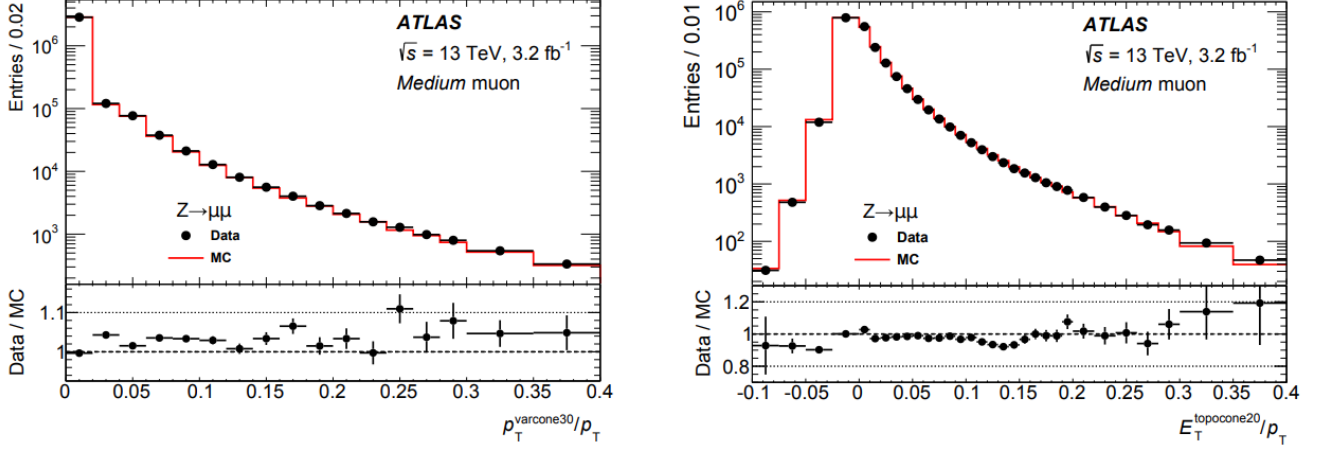 Entries / 0.02
10⁶
10⁵
10⁴
10³
ATLAS
√s = 13 TeV, 3.2 fb⁻¹
Medium muon
Z→μμ
Data
MC
Data / MC
1.1
1
0 0.05 0.1 0.15 0.2 0.25 0.3 0.35 0.4
p_T^varcone30/p_T
Entries / 0.01
10⁶
10⁵
10⁴
10³
10²
ATLAS
√s = 13 TeV, 3.2 fb⁻¹
Medium muon
Z→μμ
Data
MC
Data / MC
1.2
1
0.8
-0.1 -0.05 0 0.05 0.1 0.15 0.2 0.25 0.3 0.35 0.4
E_T^topocone20/p_T